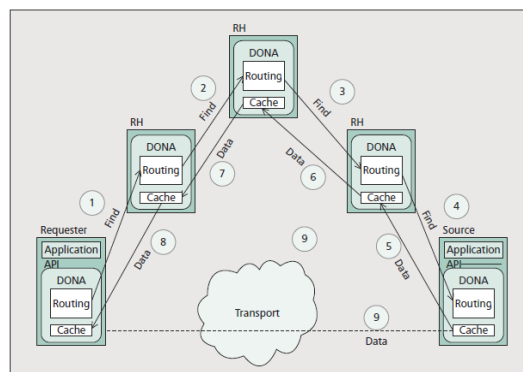 RH
DONA
Routing
Cache
2
Find
3
Find
Data
7
Data
6
RH
DONA
Routing
Cache
RH
DONA
Routing
Cache
1
Find
8
Data
4
Find
5
Data
Requester
Application
API
DONA
Routing
Cache
9
Transport
9
Data
Source
Application
API
DONA
Routing
Cache